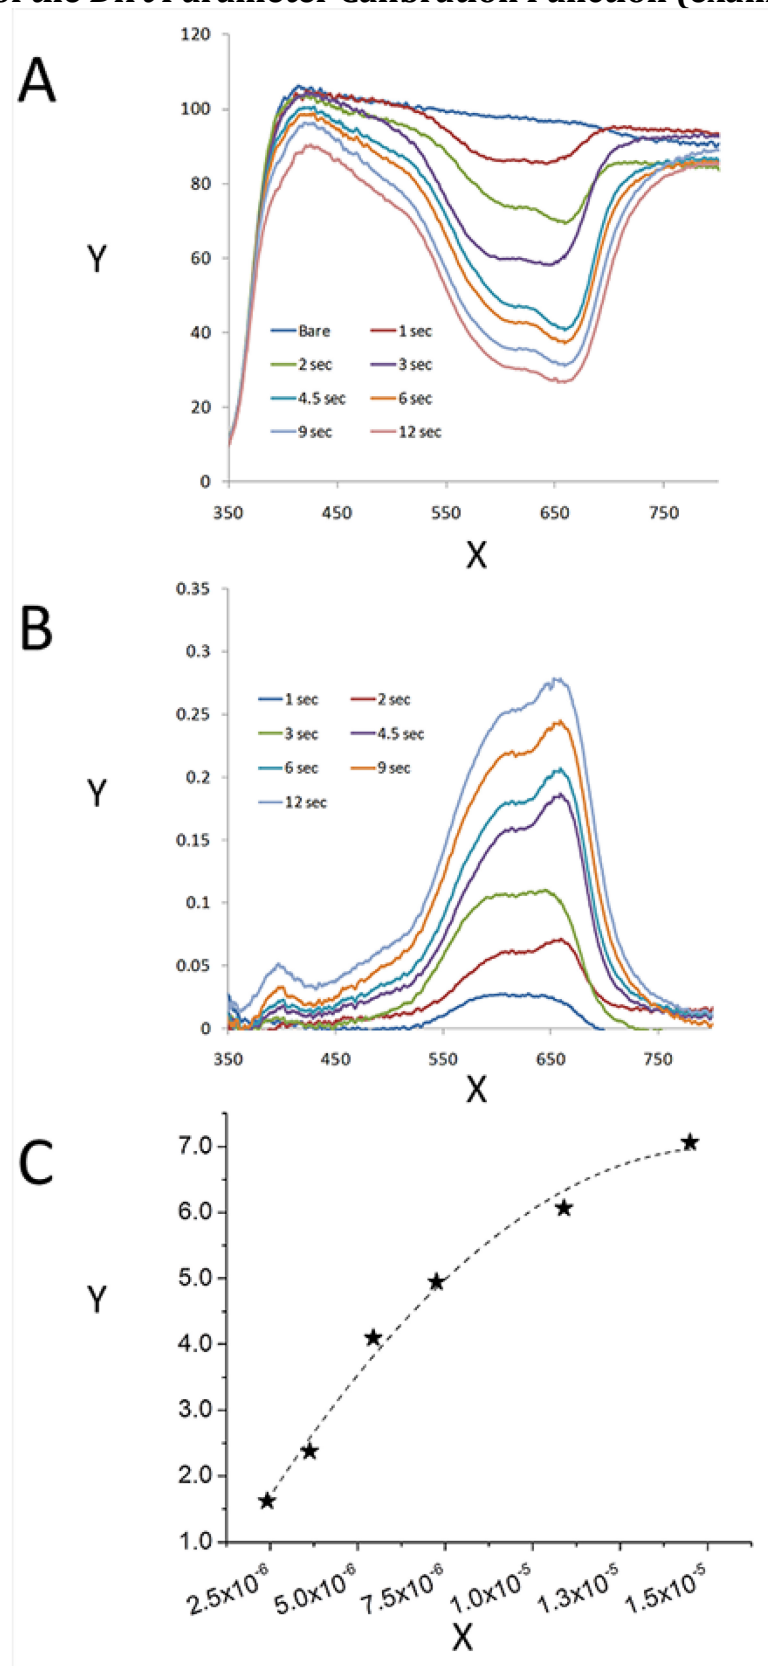 the Dirt Parameter Calibration Function
A
120
100
80
60
40
20
0
Y
Bare 1 sec
2 sec 3 sec
4.5 sec 6 sec
9 sec 12 sec
350 450 550 650 750
X
B
0.35
0.3
0.25
0.2
0.15
0.1
0.05
0
Y
1 sec 2 sec
3 sec 4.5 sec
6 sec 9 sec
12 sec
350 450 550 650 750
X
C
7.0
6.0
5.0
4.0
3.0
2.0
1.0
Y
2.5x10⁻⁶ 5.0x10⁻⁶ 7.5x10⁻⁶ 1.0x10⁻⁵ 1.3x10⁻⁵ 1.5x10⁻⁵
X